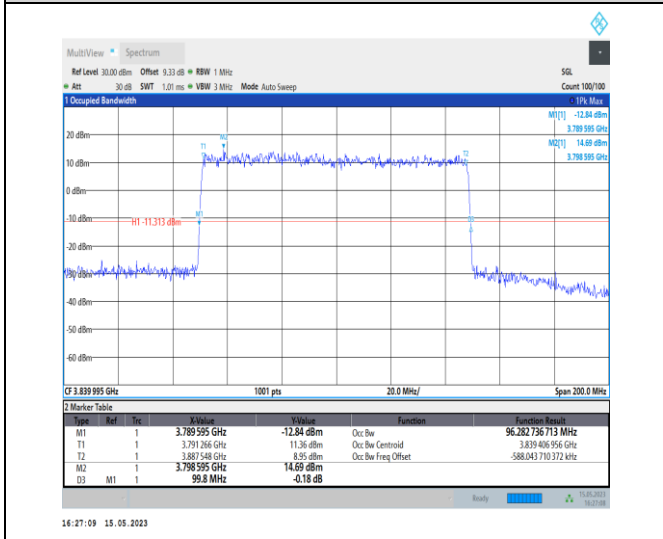 MultiView Spectrum
Ref Level 30.00 dBm Offset 9.33 dB RBW 1 MHz SGL
Att 30 dB SWT 1.01 ms VBW 3 MHz Mode Auto Sweep Count 100/100
1 Occupied Bandwidth 1Pk Max
M1[1] -12.84 dBm
3.789 595 GHz
M2[1] 14.69 dBm
3.798 595 GHz
20 dBm
T1 M2 T2
10 dBm
0 dBm
-10 dBm
H1 -11.313 dBm
M1 D3
-20 dBm
-30 dBm
-40 dBm
-50 dBm
-60 dBm
CF 3.839 995 GHz 1001 pts 20.0 MHz/ Span 200.0 MHz
2 Marker Table
Type Ref Trc X-Value Y-Value Function Function Result
M1 1 3.789 595 GHz -12.84 dBm Occ Bw 96.282 736 713 MHz
T1 1 3.791 266 GHz 11.36 dBm Occ Bw Centroid 3.839 406 956 GHz
T2 1 3.887 548 GHz 8.95 dBm Occ Bw Freq Offset -588.043 710 372 kHz
M2 1 3.798 595 GHz 14.69 dBm
D3 M1 1 99.8 MHz -0.18 dB
Ready 15.05.2023
16:27:08
16:27:09 15.05.2023